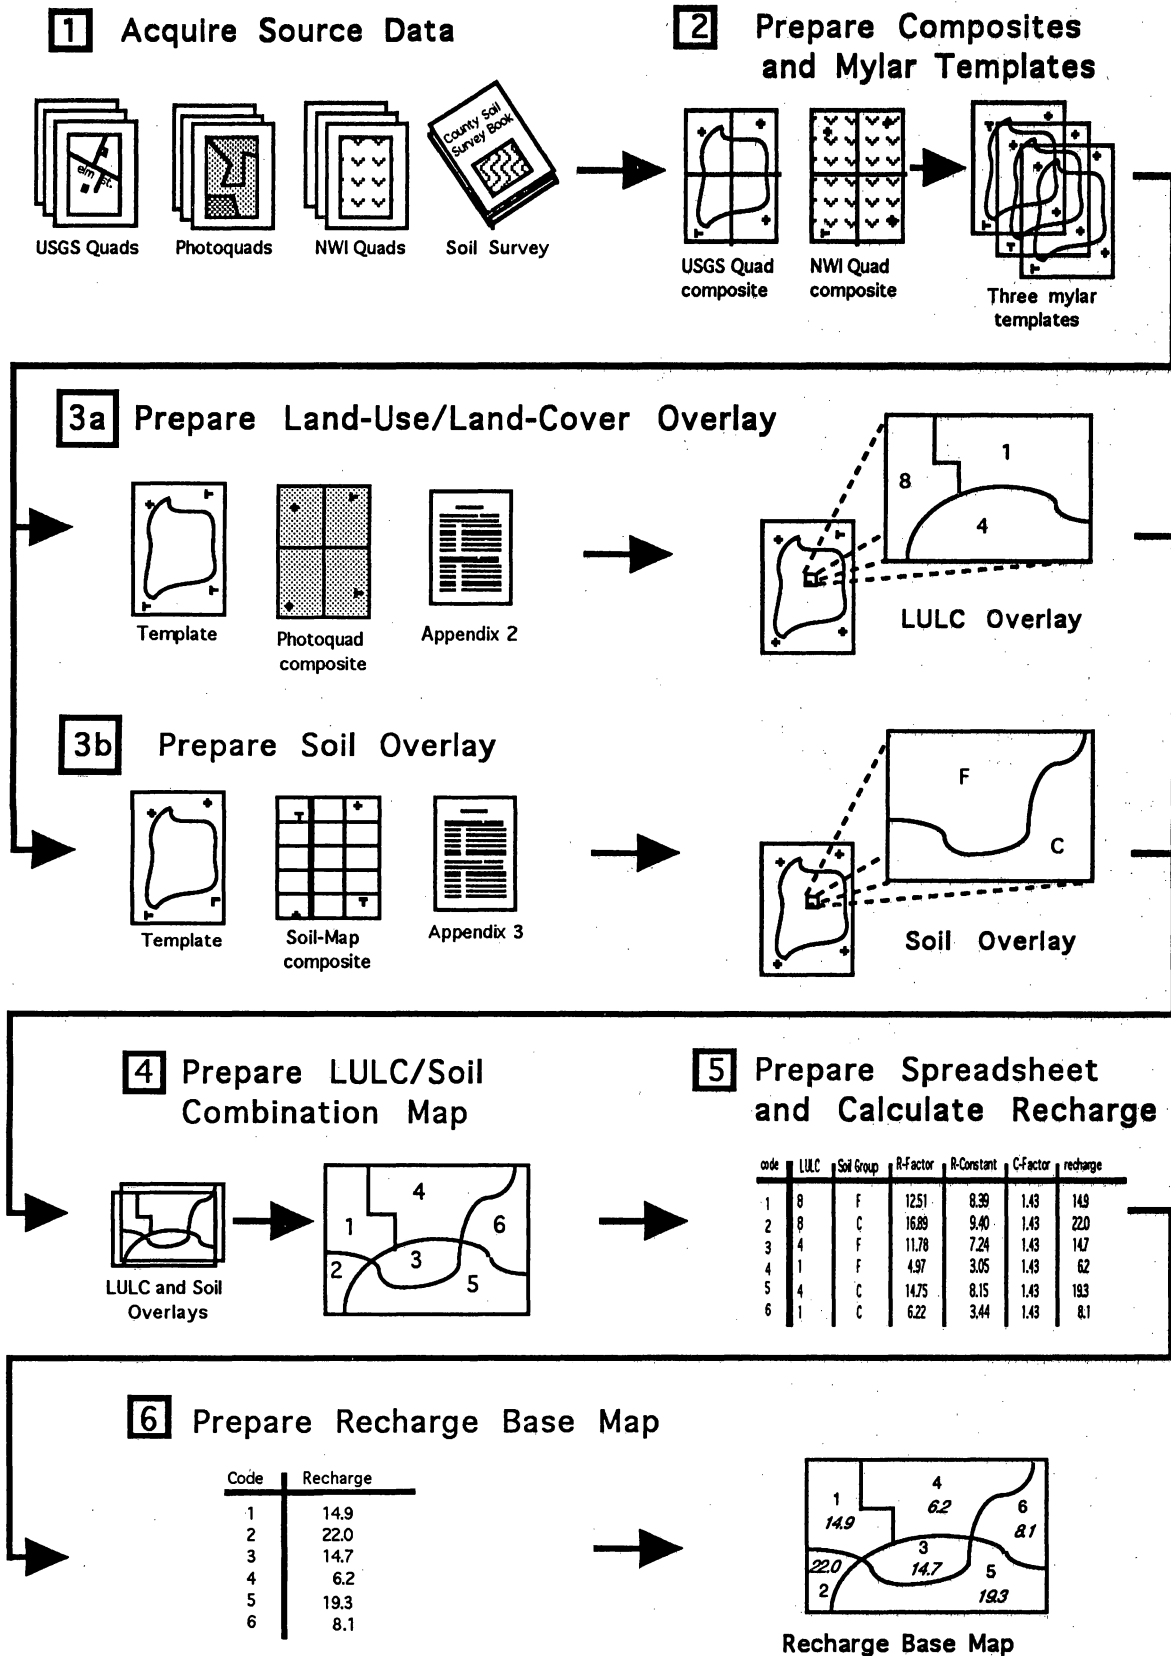 1 Acquire Source Data
2 Prepare Composites
and Mylar Templates
elm st.
County Soil
Survey Book
USGS Quads
Photoquads
NWI Quads
Soil Survey
USGS Quad
composite
NWI Quad
composite
Three mylar
templates
3a Prepare Land-Use/Land-Cover Overlay
8
1
4
Template
Photoquad
composite
Appendix 2
LULC Overlay
3b Prepare Soil Overlay
F
C
Template
Soil-Map
composite
Appendix 3
Soil Overlay
4 Prepare LULC/Soil
Combination Map
LULC and Soil
Overlays
4
1
6
3
2
5
5 Prepare Spreadsheet
and Calculate Recharge
code LULC Soil Group R-Factor R-Constant C-Factor recharge
1 8 F 12.51 8.39 1.43 14.9
2 8 C 16.89 9.40 1.43 22.0
3 4 F 11.78 7.24 1.43 14.7
4 1 F 4.97 3.05 1.43 6.2
5 4 C 14.75 8.15 1.43 19.3
6 1 C 6.22 3.44 1.43 8.1
6 Prepare Recharge Base Map
Code Recharge
1 14.9
2 22.0
3 14.7
4 6.2
5 19.3
6 8.1
4
6.2
1
14.9
6
8.1
3
14.7
22.0
2
5
19.3
Recharge Base Map